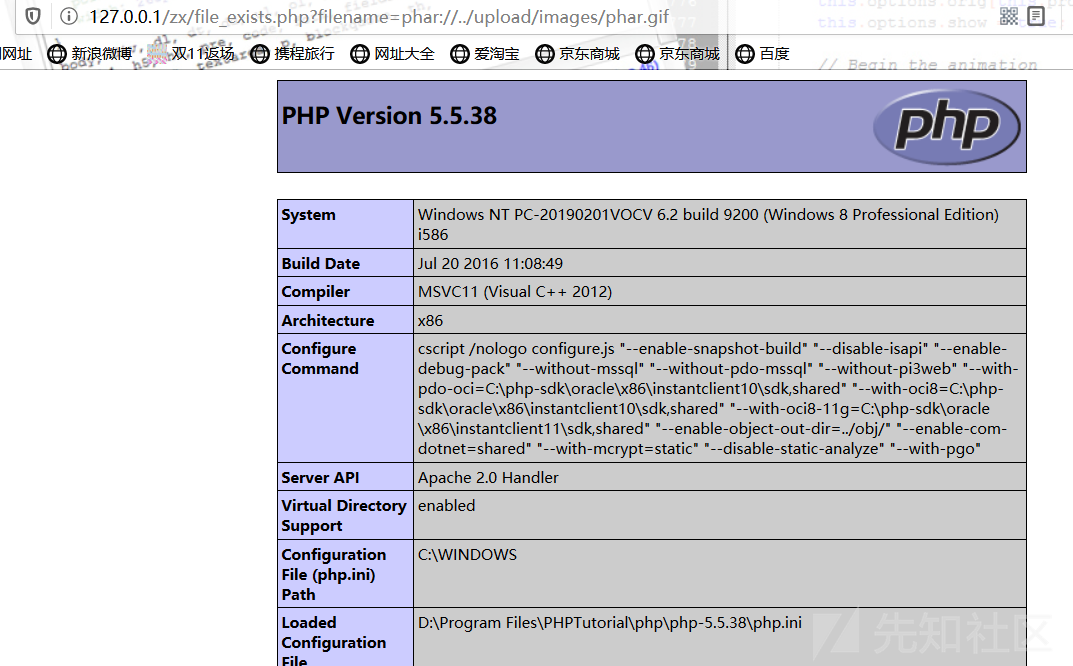 127.0.0.1/zx/file_exists.php?filename=phar://../upload/images/phar.gif
this.options.show
// Begin the animation
网址 新浪微博 双11返场 携程旅行 网址大全 爱淘宝 京东商城 京东商城 百度
PHP Version 5.5.38
php
System
Windows NT PC-20190201VOCV 6.2 build 9200 (Windows 8 Professional Edition)
i586
Build Date
Jul 20 2016 11:08:49
Compiler
MSVC11 (Visual C++ 2012)
Architecture
x86
Configure
Command
cscript /nologo configure.js "--enable-snapshot-build" "--disable-isapi" "--enable-
debug-pack" "--without-mssql" "--without-pdo-mssql" "--without-pi3web" "--with-
pdo-oci=C:\php-sdk\oracle\x86\instantclient10\sdk,shared" "--with-oci8=C:\php-
sdk\oracle\x86\instantclient10\sdk,shared" "--with-oci8-11g=C:\php-sdk\oracle
\x86\instantclient11\sdk,shared" "--enable-object-out-dir=../obj/" "--enable-com-
dotnet=shared" "--with-mcrypt=static" "--disable-static-analyze" "--with-pgo"
Server API
Apache 2.0 Handler
Virtual Directory
Support
enabled
Configuration
File (php.ini)
Path
C:\WINDOWS
Loaded
Configuration
File
D:\Program Files\PHPTutorial\php\php-5.5.38\php.ini
先知社区